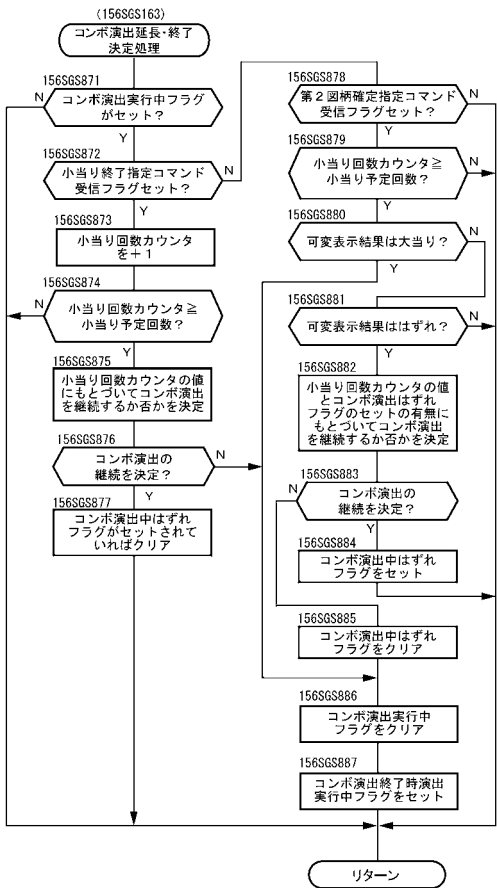 (156SGS163)
コンボ演出延長・終了
決定処理
156SGS871
N
コンボ演出実行中フラグ
がセット?
Y
156SGS872
小当り終了指定コマンド
受信フラグセット?
N
Y
156SGS873
小当り回数カウンタ
を+1
156SGS874
N
小当り回数カウンタ≧
小当り予定回数?
Y
156SGS875
小当り回数カウンタの値
にもとづいてコンボ演出
を継続するか否かを決定
156SGS876
コンボ演出の
継続を決定?
N
Y
156SGS877
コンボ演出中はずれ
フラグがセットされて
いればクリア
156SGS878
第2図柄確定指定コマンド
受信フラグセット?
N
Y
156SGS879
小当り回数カウンタ≧
小当り予定回数?
N
Y
156SGS880
可変表示結果は大当り?
N
Y
156SGS881
可変表示結果ははずれ?
N
Y
156SGS882
小当り回数カウンタの値
とコンボ演出はずれ
フラグのセットの有無に
もとづいてコンボ演出
を継続するか否かを決定
156SGS883
N
コンボ演出の
継続を決定?
Y
156SGS884
コンボ演出中はずれ
フラグをセット
156SGS885
コンボ演出中はずれ
フラグをクリア
156SGS886
コンボ演出実行中
フラグをクリア
156SGS887
コンボ演出終了時演出
実行中フラグをセット
リターン